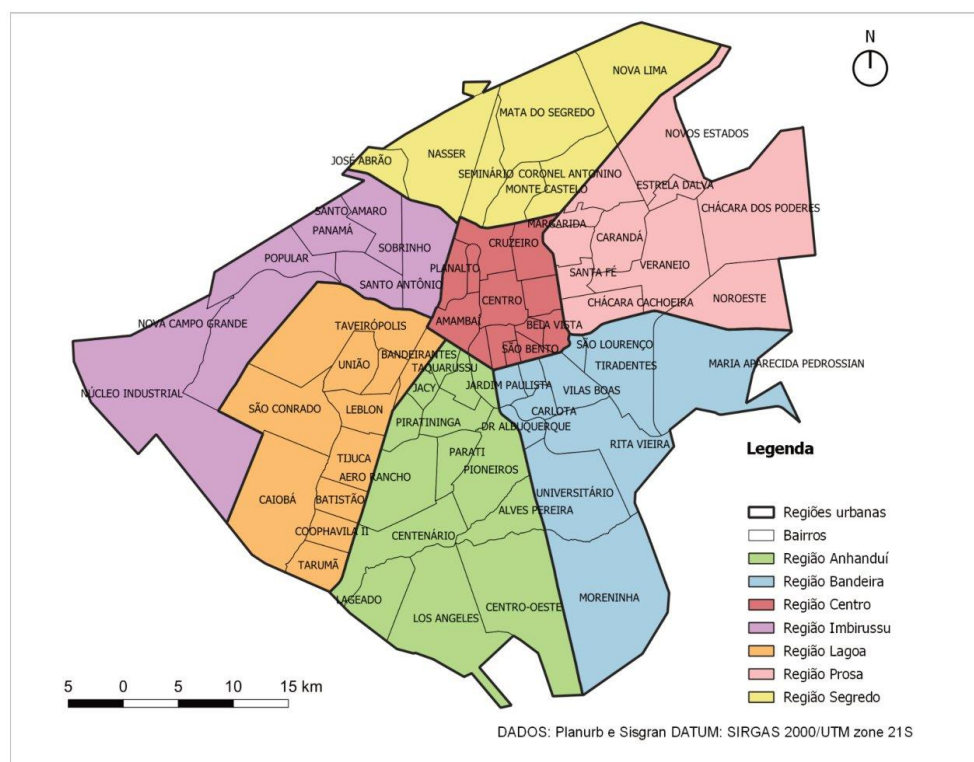 N
NOVA LIMA
MATA DO SEGREDO
NOVOS ESTADOS
JOSÉ ABRÃO
NASSER
SEMINÁRIO
CORONEL ANTONINO
MONTE CASTELO
ESTRELA DALVA
CHÁCARA DOS PODERES
SANTO AMARO
PANAMÁ
MARGARIDA
CARANDÁ
SOBRINHO
CRUZEIRO
POPULAR
PLANALTO
SANTA FÉ
VERANEIO
SANTO ANTÔNIO
CENTRO
CHÁCARA CACHOEIRA
NOROESTE
NOVA CAMPO GRANDE
TAVEIRÓPOLIS
AMAMBAÍ
BELA VISTA
SÃO BENTO
SÃO LOURENÇO
BANDEIRANTES
UNIÃO
TAQUARUSSU
TIRADENTES
MARIA APARECIDA PEDROSSIAN
NÚCLEO INDUSTRIAL
JACY
JARDIM PAULISTA
VILAS BOAS
SÃO CONRADO
LEBLON
CARLOTA
PIRATININGA
DR ALBUQUERQUE
RITA VIEIRA
TIJUCA
PARATI
AERO RANCHO
PIONEIROS
CAIOBÁ
BATISTÃO
UNIVERSITÁRIO
ALVES PEREIRA
COOPHAVILA II
CENTENÁRIO
TARUMÃ
LAGEADO
LOS ANGELES
CENTRO-OESTE
MORENINHA
Legenda
Regiões urbanas
Bairros
Região Anhanduí
Região Bandeira
Região Centro
Região Imbirussu
Região Lagoa
Região Prosa
Região Segredo
5 0 5 10 15 km
DADOS: Planurb e Sisgran DATUM: SIRGAS 2000/UTM zone 21S